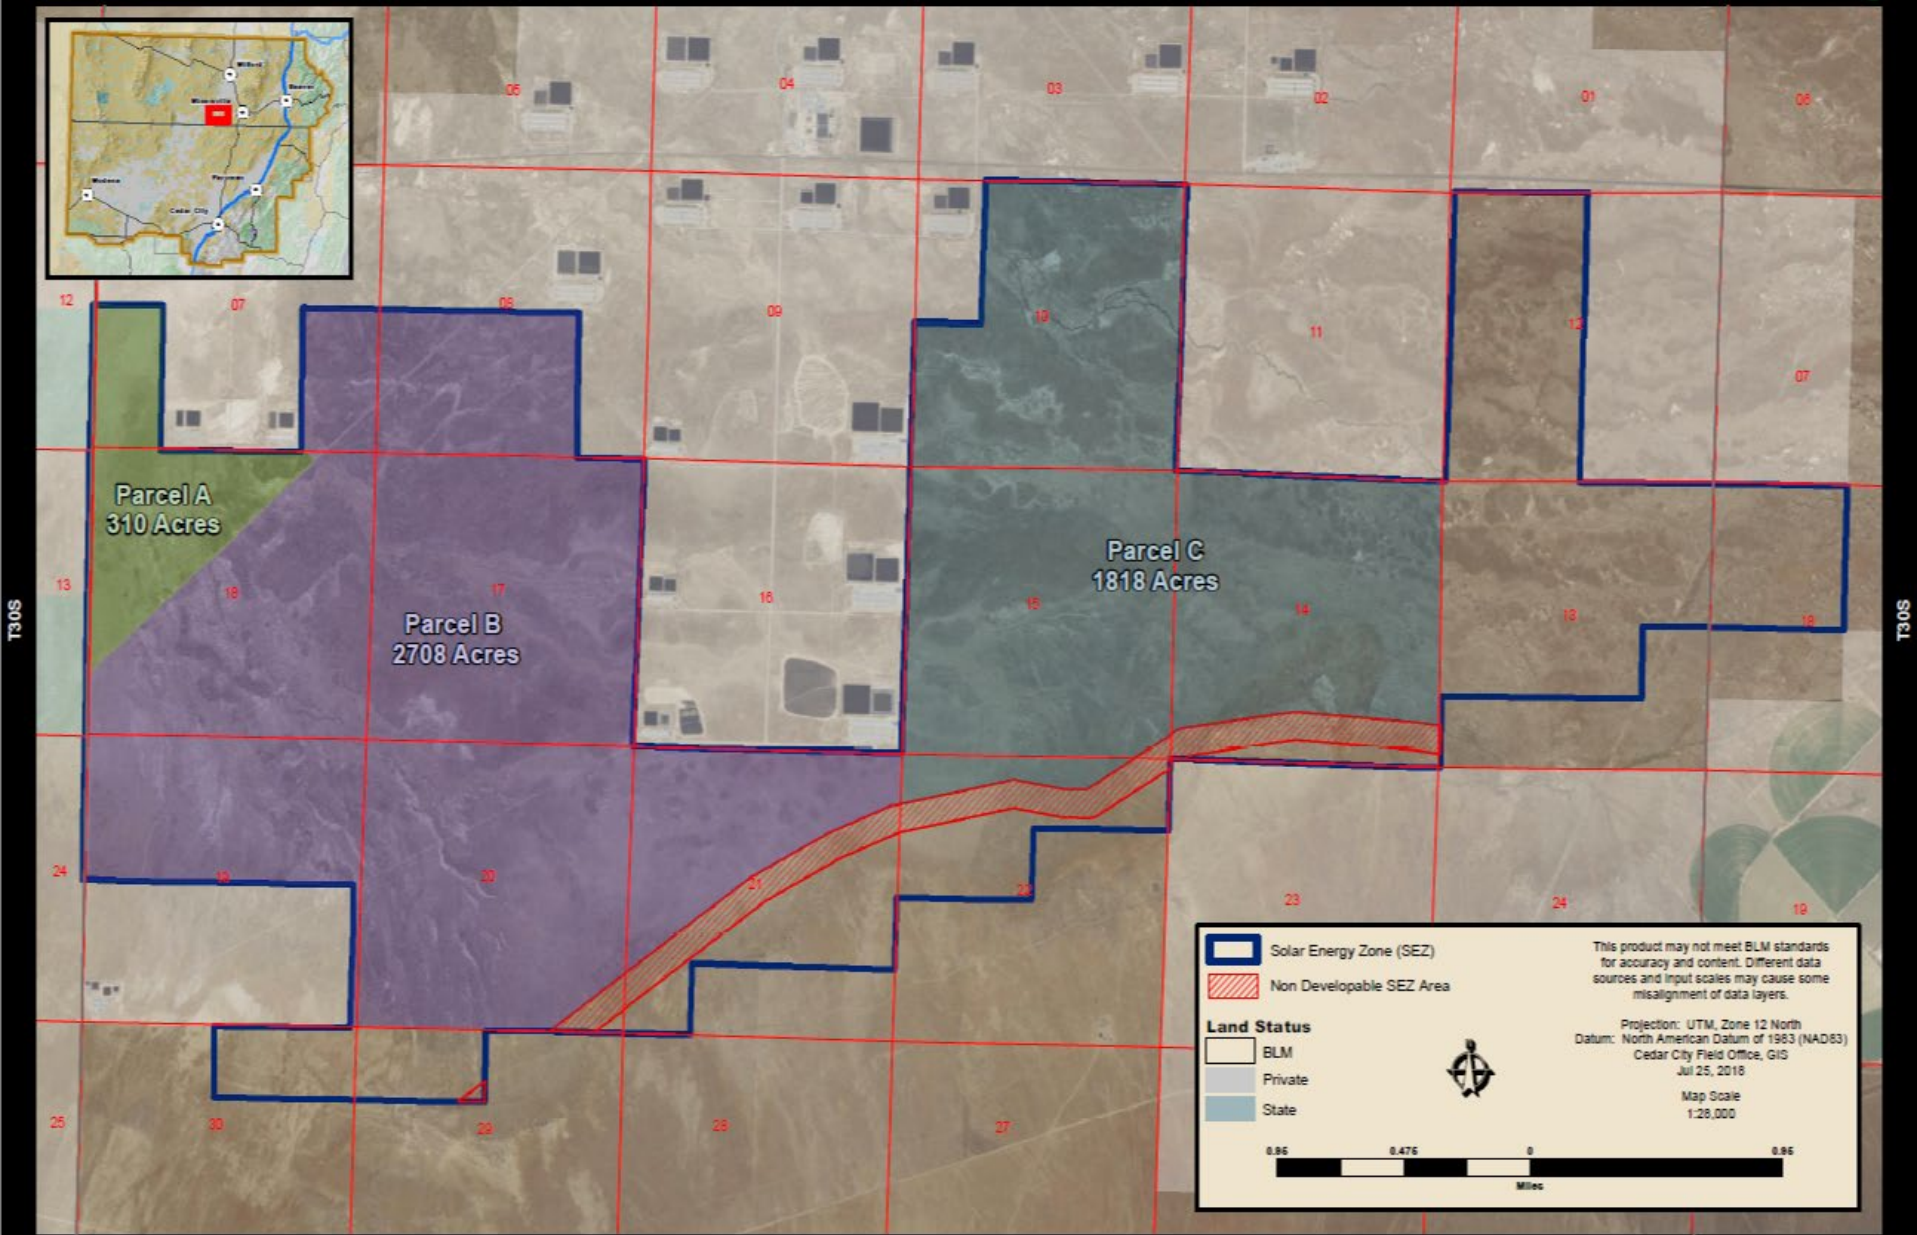 Milford
Beaver
Minersville
Modena
Parowan
Cedar City
05
04
03
02
01
06
12
07
08
09
10
11
12
07
Parcel A
310 Acres
13
18
17
Parcel B
2708 Acres
16
Parcel C
1818 Acres
15
14
13
18
T30S
T30S
24
19
20
21
22
23
24
19
25
30
29
28
27
Solar Energy Zone (SEZ)
Non Developable SEZ Area
Land Status
BLM
Private
State
This product may not meet BLM standards
for accuracy and content. Different data
sources and input scales may cause some
misalignment of data layers.
Projection: UTM, Zone 12 North
Datum: North American Datum of 1983 (NAD83)
Cedar City Field Office, GIS
Jul 25, 2018
Map Scale
1:28,000
0.95 0.475 0 0.95
Miles